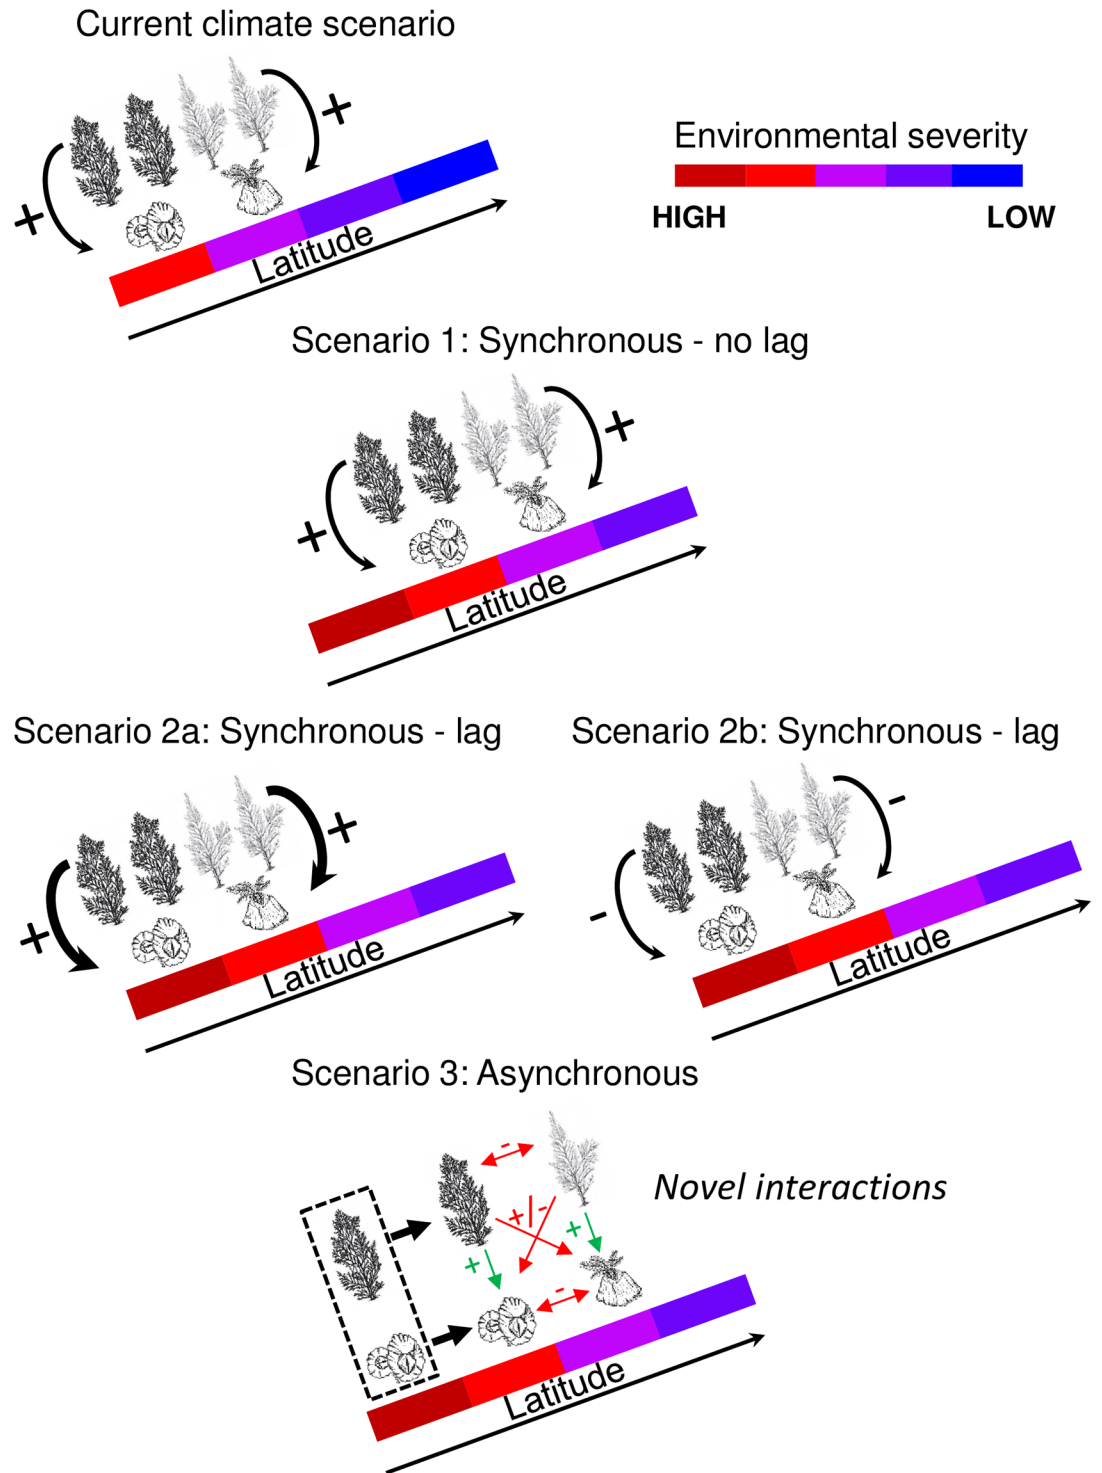 Current climate scenario
+
+
Latitude
Environmental severity
HIGH LOW
Scenario 1: Synchronous - no lag
+
+
Latitude
Scenario 2a: Synchronous - lag
+
+
Latitude
Scenario 2b: Synchronous - lag
-
-
Latitude
Scenario 3: Asynchronous
-
+/-
+
+
-
Novel interactions
Latitude